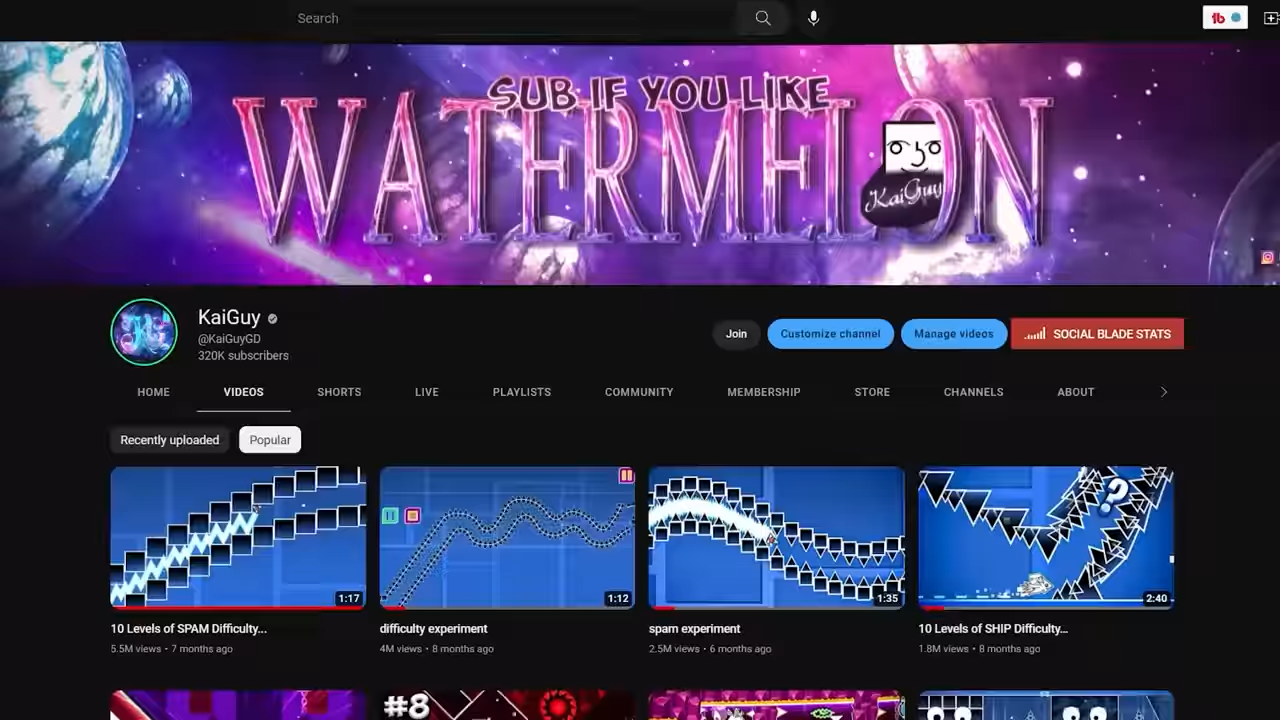 Search
tb
SUB IF YOU LIKE
WATERMELON
KaiGuy
KaiGuy
@KaiGuyGD
320K subscribers
Join
Customize channel
Manage videos
SOCIAL BLADE STATS
HOME
VIDEOS
SHORTS
LIVE
PLAYLISTS
COMMUNITY
MEMBERSHIP
STORE
CHANNELS
ABOUT
Recently uploaded
Popular
?
1:17
1:12
1:35
2:40
10 Levels of SPAM Difficulty...
difficulty experiment
spam experiment
10 Levels of SHIP Difficulty...
5.5M views • 7 months ago
4M views • 8 months ago
2.5M views • 6 months ago
1.8M views • 8 months ago
#8